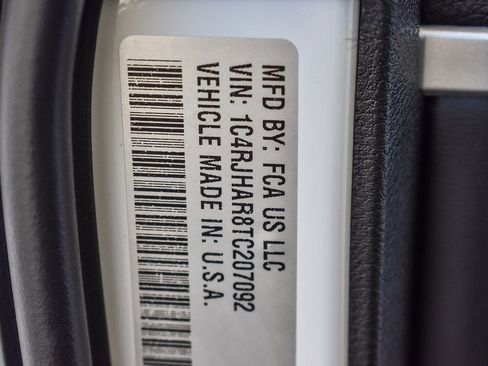 MFD BY: FCA US LLC
VIN: 1C4RJHAR8TC207092
VEHICLE MADE IN: U.S.A.